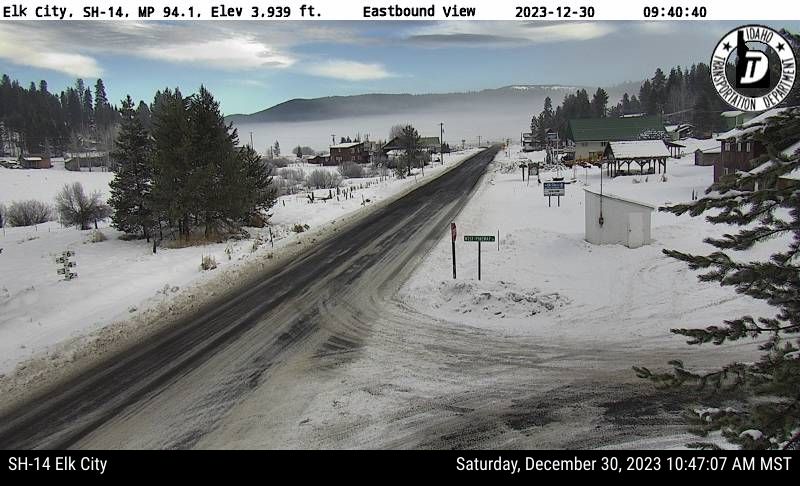 Elk City, SH-14, MP 94.1, Elev 3,939 ft. Eastbound View 2023-12-30 09:40:40
IDAHO
TRANSPORTATION DEPARTMENT
SH-14 Elk City Saturday, December 30, 2023 10:47:07 AM MST